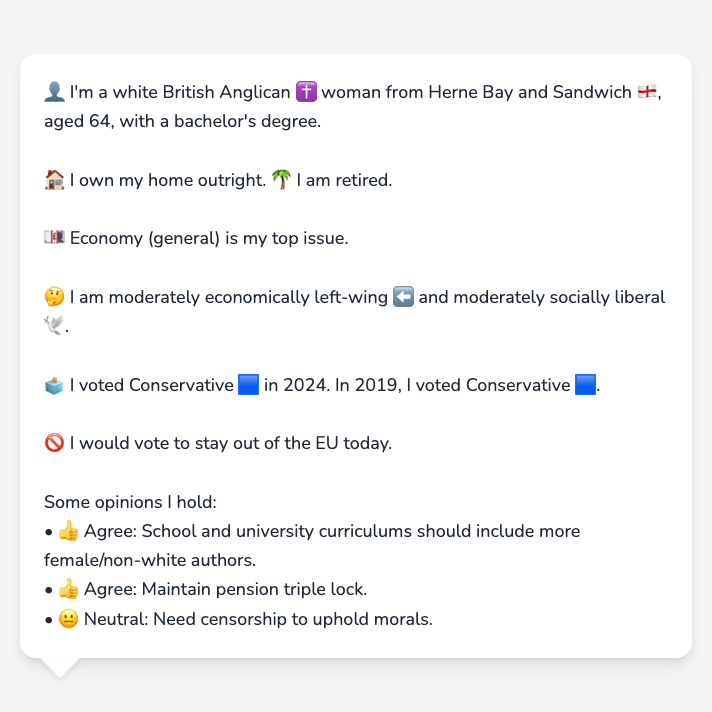 👤 I'm a white British Anglican ✝️ woman from Herne Bay and Sandwich 🏴󠁧󠁢󠁥󠁮󠁧󠁿,
aged 64, with a bachelor's degree.
🏠 I own my home outright. 🌴 I am retired.
💷 Economy (general) is my top issue.
🤔 I am moderately economically left-wing ⬅️ and moderately socially liberal
🕊️.
🗳️ I voted Conservative 🟦 in 2024. In 2019, I voted Conservative 🟦.
🚫 I would vote to stay out of the EU today.
Some opinions I hold:
• 👍 Agree: School and university curriculums should include more
female/non-white authors.
• 👍 Agree: Maintain pension triple lock.
• 😐 Neutral: Need censorship to uphold morals.